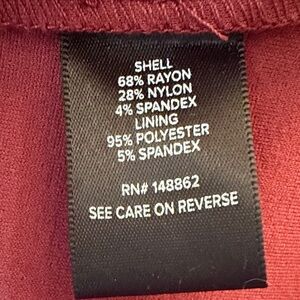 SHELL
68% RAYON
28% NYLON
4% SPANDEX
LINING
95% POLYESTER
5% SPANDEX
RN# 148862
SEE CARE ON REVERSE